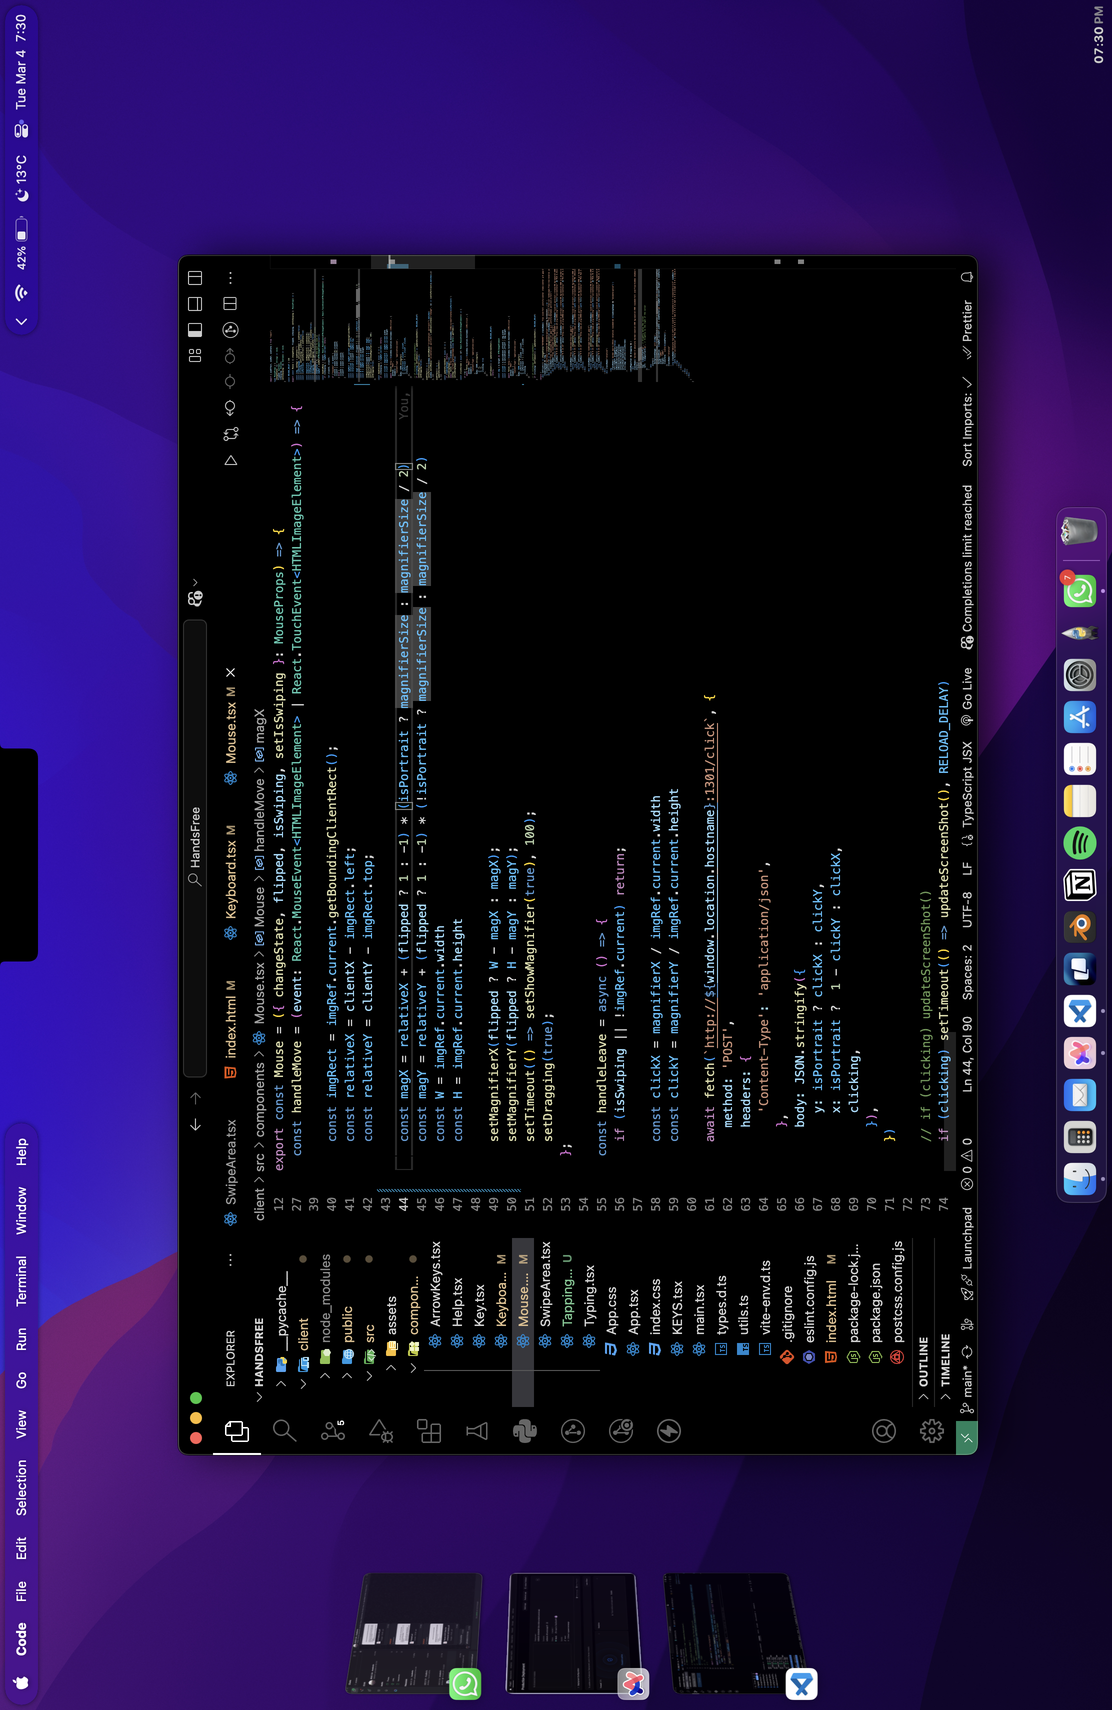 Code File Edit Selection View Go Run Terminal Window Help
42% 13°C Tue Mar 4 7:30
HandsFree
EXPLORER
SwipeArea.tsx
index.html M
Keyboard.tsx M
Mouse.tsx M
HANDSFREE
client > src > components > Mouse.tsx > Mouse > handleMove > magX
__pycache__
client
node_modules
public
src
assets
compon...
ArrowKeys.tsx
Help.tsx
Key.tsx
Keyboa... M
Mouse.... M
SwipeArea.tsx
Tapping... U
Typing.tsx
App.css
App.tsx
index.css
KEYS.tsx
main.tsx
types.d.ts
utils.ts
vite-env.d.ts
.gitignore
eslint.config.js
index.html M
package-lock.j...
package.json
postcss.config.js
OUTLINE
TIMELINE
12 export const Mouse = ({ changeState, flipped, isSwiping, setIsSwiping }: MouseProps) => {
27 const handleMove = (event: React.MouseEvent<HTMLImageElement> | React.TouchEvent<HTMLImageElement>) => {
39
40 const imgRect = imgRef.current.getBoundingClientRect();
41 const relativeX = clientX - imgRect.left;
42 const relativeY = clientY - imgRect.top;
43
44 const magX = relativeX + (flipped ? 1 : -1) * (isPortrait ? magnifierSize : magnifierSize / 2) You,
45 const magY = relativeY + (flipped ? 1 : -1) * (!isPortrait ? magnifierSize : magnifierSize / 2)
46 const W = imgRef.current.width
47 const H = imgRef.current.height
48
49 setMagnifierX(flipped ? W - magX : magX);
50 setMagnifierY(flipped ? H - magY : magY);
51 setTimeout(() => setShowMagnifier(true), 100);
52 setDragging(true);
53 };
54
55 const handleLeave = async () => {
56 if (isSwiping || !imgRef.current) return;
57
58 const clickX = magnifierX / imgRef.current.width
59 const clickY = magnifierY / imgRef.current.height
60
61 await fetch(`http://${window.location.hostname}:1301/click`, {
62 method: 'POST',
63 headers: {
64 'Content-Type': 'application/json',
65 },
66 body: JSON.stringify({
67 y: isPortrait ? clickX : clickY,
68 x: isPortrait ? 1 - clickY : clickX,
69 clicking,
70 }),
71 })
72
73 // if (clicking) updateScreenShot()
74 if (clicking) setTimeout(() => updateScreenShot(), RELOAD_DELAY)
5
main* Launchpad 0 0 Ln 44, Col 90 Spaces: 2 UTF-8 LF TypeScript JSX Go Live Completions limit reached Sort Imports: Prettier
7
07:30 PM